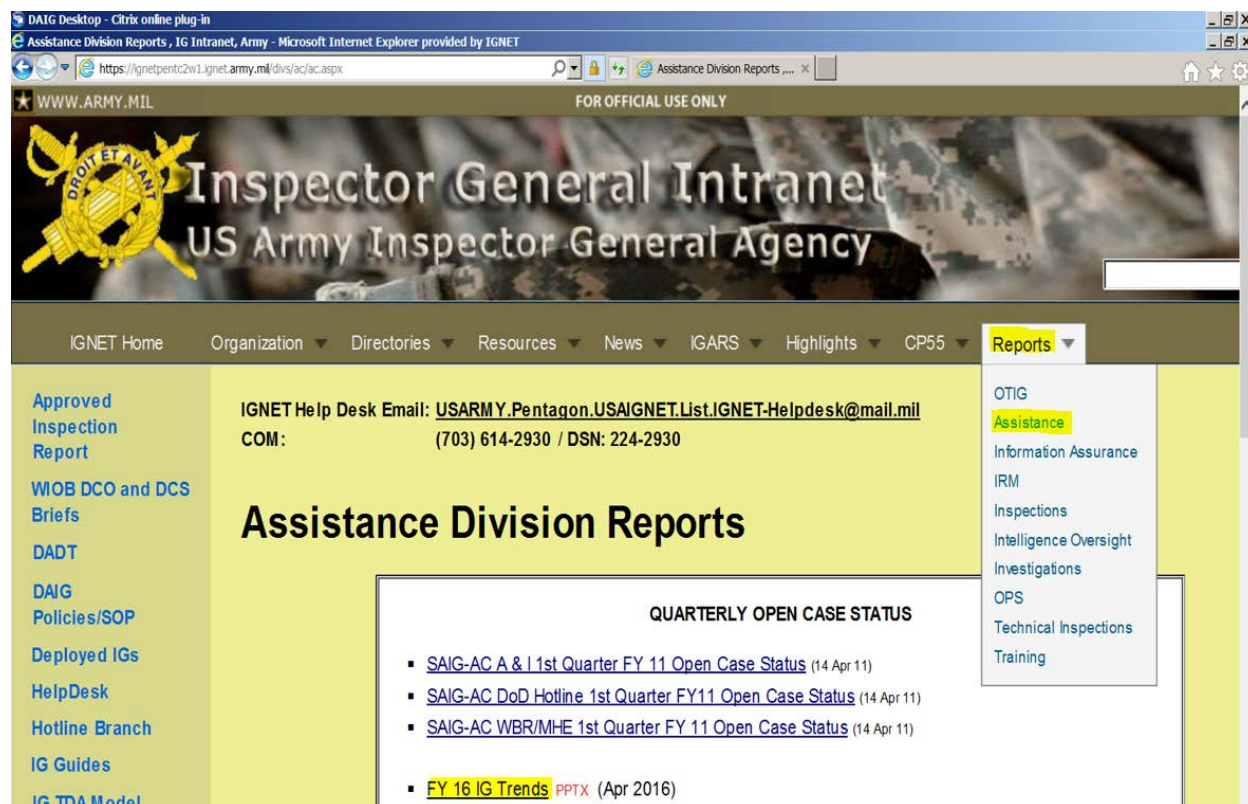 DAIG Desktop - Citrix online plug-in
Assistance Division Reports , IG Intranet, Army - Microsoft Internet Explorer provided by IGNET
https://ignetpentc2w1.ignet.army.mil/divs/ac/ac.aspx
Assistance Division Reports ,...
WWW.ARMY.MIL
FOR OFFICIAL USE ONLY
DROIT ET AVANT
Inspector General Intranet
US Army Inspector General Agency
IGNET Home Organization Directories Resources News IGARS Highlights CP55 Reports
OTIG
Assistance
Information Assurance
IRM
Inspections
Intelligence Oversight
Investigations
OPS
Technical Inspections
Training
Approved
Inspection
Report
WIOB DCO and DCS
Briefs
DADT
DAIG
Policies/SOP
Deployed IGs
HelpDesk
Hotline Branch
IG Guides
IG TDA Model
IGNET Help Desk Email: USARMY.Pentagon.USAIGNET.List.IGNET-Helpdesk@mail.mil
COM: (703) 614-2930 / DSN: 224-2930
Assistance Division Reports
QUARTERLY OPEN CASE STATUS
▪ SAIG-AC A & I 1st Quarter FY 11 Open Case Status (14 Apr 11)
▪ SAIG-AC DoD Hotline 1st Quarter FY11 Open Case Status (14 Apr 11)
▪ SAIG-AC WBR/MHE 1st Quarter FY 11 Open Case Status (14 Apr 11)
▪ FY 16 IG Trends PPTX (Apr 2016)